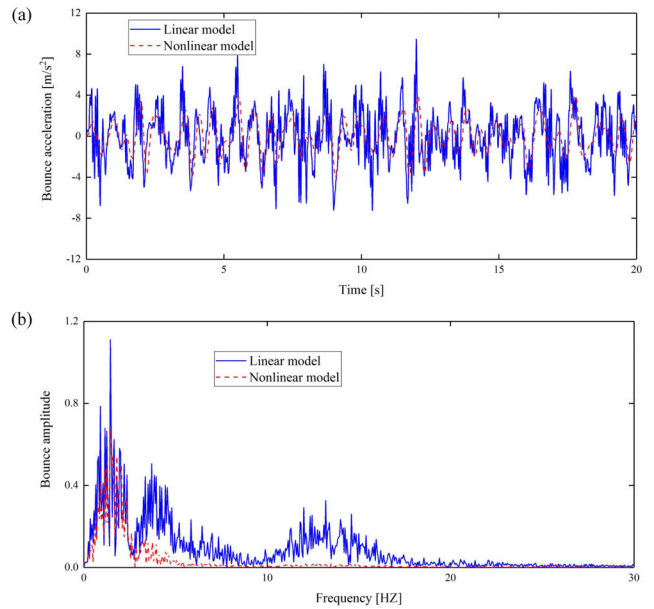 (a)
Linear model
Nonlinear model
Bounce acceleration [m/s²]
12
8
4
0
-4
-8
-12
0
5
10
15
20
Time [s]
(b)
Linear model
Nonlinear model
Bounce amplitude
1.2
0.8
0.4
0.0
0
10
20
30
Frequency [HZ]